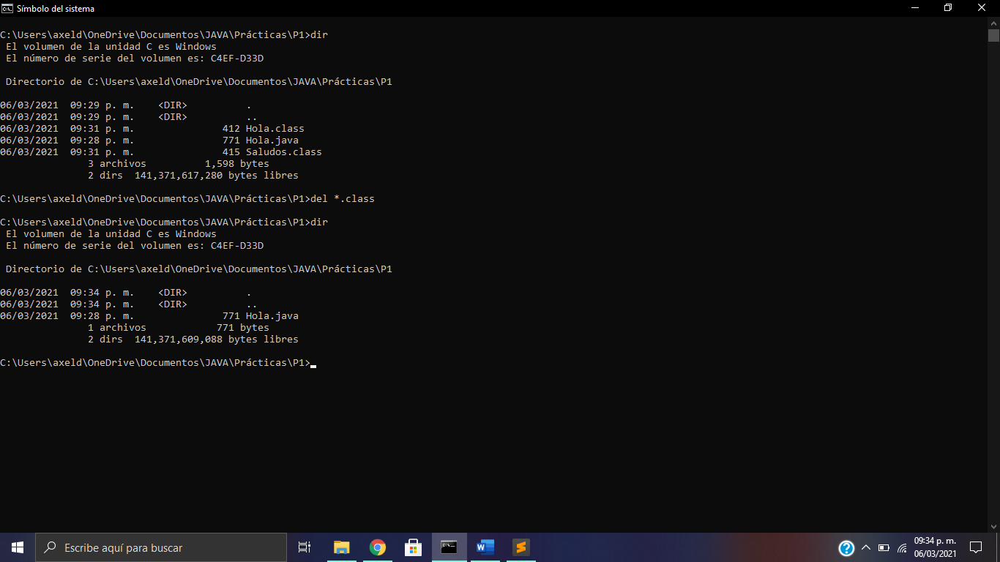 Símbolo del sistema
C:\Users\axeld\OneDrive\Documentos\JAVA\Prácticas\P1>dir
 El volumen de la unidad C es Windows
 El número de serie del volumen es: C4EF-D33D

 Directorio de C:\Users\axeld\OneDrive\Documentos\JAVA\Prácticas\P1

06/03/2021  09:29 p. m.    <DIR>          .
06/03/2021  09:29 p. m.    <DIR>          ..
06/03/2021  09:31 p. m.               412 Hola.class
06/03/2021  09:28 p. m.               771 Hola.java
06/03/2021  09:31 p. m.               415 Saludos.class
               3 archivos          1,598 bytes
               2 dirs  141,371,617,280 bytes libres

C:\Users\axeld\OneDrive\Documentos\JAVA\Prácticas\P1>del *.class

C:\Users\axeld\OneDrive\Documentos\JAVA\Prácticas\P1>dir
 El volumen de la unidad C es Windows
 El número de serie del volumen es: C4EF-D33D

 Directorio de C:\Users\axeld\OneDrive\Documentos\JAVA\Prácticas\P1

06/03/2021  09:34 p. m.    <DIR>          .
06/03/2021  09:34 p. m.    <DIR>          ..
06/03/2021  09:28 p. m.               771 Hola.java
               1 archivos            771 bytes
               2 dirs  141,371,609,088 bytes libres

C:\Users\axeld\OneDrive\Documentos\JAVA\Prácticas\P1>
Escribe aquí para buscar
09:34 p. m.
06/03/2021